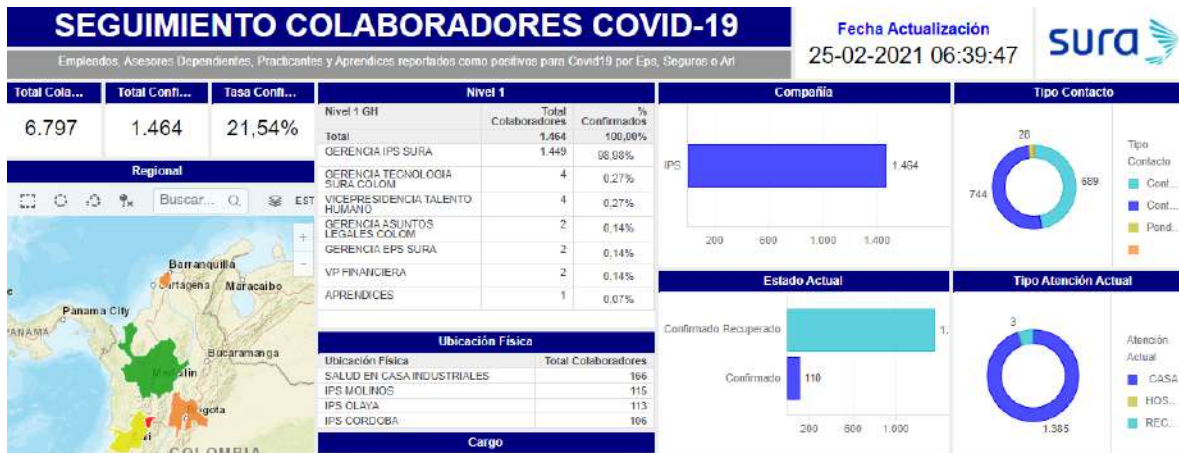 SEGUIMIENTO COLABORADORES COVID-19
Empleados, Asesores Dependientes, Practicantes y Aprendices reportados como positivos para Covid19 por Eps, Seguros o Arl
Fecha Actualización
25-02-2021 06:39:47
sura
Total Cola...
Total Confi...
Tasa Confi...
6.797
1.464
21,54%
Regional
Buscar...
EST
Barranquilla
Cartagena
Maracaibo
Panama City
PANAMA
Bucaramanga
COLOMBIA
Nivel 1
Nivel 1 GH Total Colaboradores % Confirmados
Total 1.464 100,00%
GERENCIA IPS SURA 1.449 98,98%
GERENCIA TECNOLOGIA SURA COLOM 4 0,27%
VICEPRESIDENCIA TALENTO HUMANO 4 0,27%
GERENCIA ASUNTOS LEGALES COLOM 2 0,14%
GERENCIA EPS SURA 2 0,14%
VP FINANCIERA 2 0,14%
APRENDICES 1 0,07%
Ubicación Física
Ubicación Física Total Colaboradores
SALUD EN CASA INDUSTRIALES 166
IPS MOLINOS 115
IPS OLAYA 113
IPS CORDOBA 106
Cargo
Compañía
IPS
1.464
200 600 1.000 1.400
Estado Actual
Confirmado Recuperado
1.
Confirmado
110
200 600 1.000
Tipo Contacto
28
744
689
Tipo Contacto
Cont...
Cont...
Pend...
Tipo Atención Actual
3
1.385
Atención Actual
CASA
HOS...
REC...